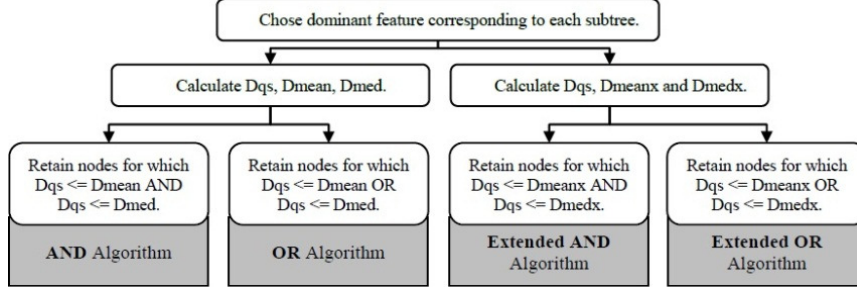 Chose dominant feature corresponding to each subtree.
Calculate Dqs, Dmean, Dmed.
Calculate Dqs, Dmeanx and Dmedx.
Retain nodes for which
Dqs <= Dmean AND
Dqs <= Dmed.
AND Algorithm
Retain nodes for which
Dqs <= Dmean OR
Dqs <= Dmed.
OR Algorithm
Retain nodes for which
Dqs <= Dmeanx AND
Dqs <= Dmedx.
Extended AND
Algorithm
Retain nodes for which
Dqs <= Dmeanx OR
Dqs <= Dmedx.
Extended OR
Algorithm